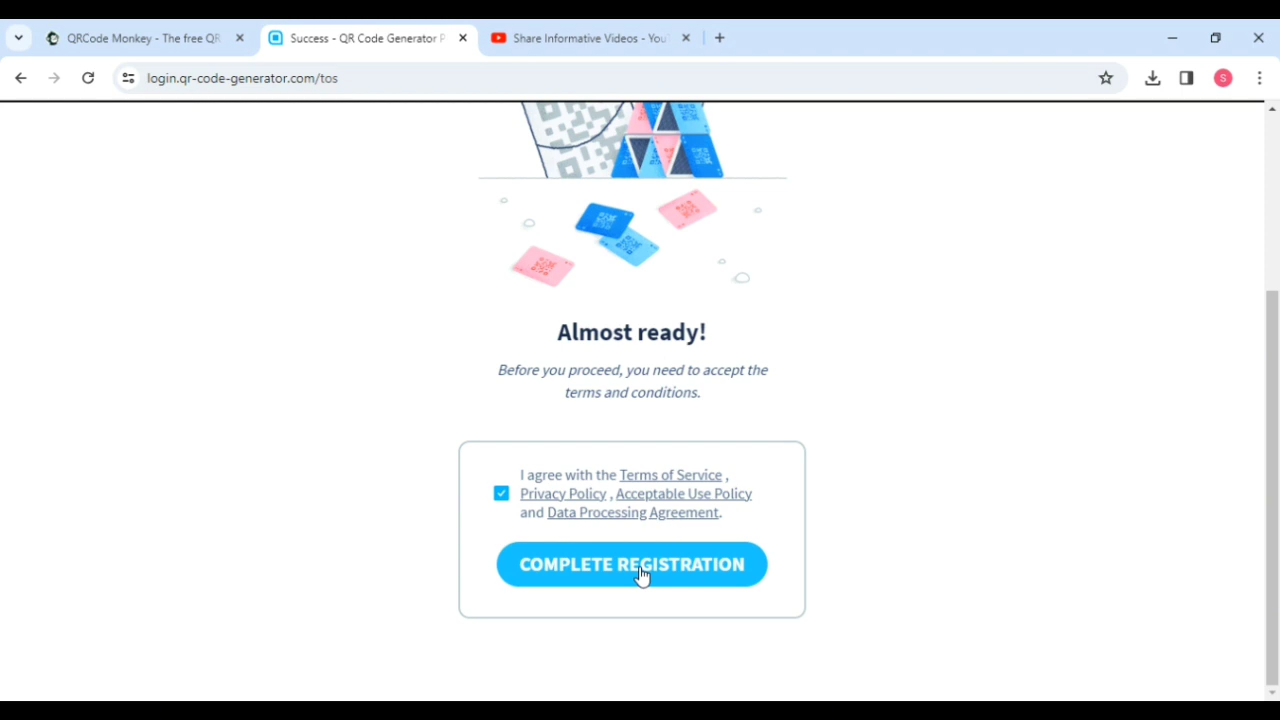 QRCode Monkey - The free QR
Success - QR Code Generator P
Share Informative Videos - You
login.qr-code-generator.com/tos
S
Almost ready!
Before you proceed, you need to accept the
terms and conditions.
I agree with the Terms of Service ,
Privacy Policy , Acceptable Use Policy
and Data Processing Agreement.
COMPLETE REGISTRATION